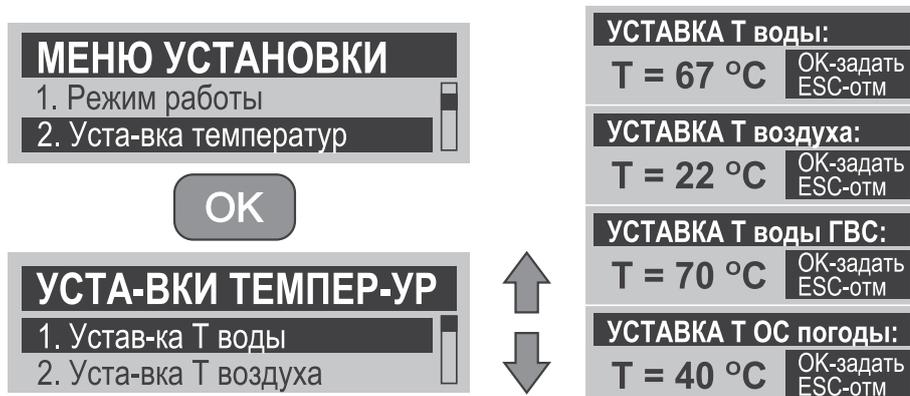 МЕНЮ УСТАНОВКИ
1. Режим работы
2. Уста-вка температур
OK
УСТА-ВКИ ТЕМПЕР-УР
1. Устав-ка Т воды
2. Уста-вка Т воздуха
УСТАВКА Т воды:
T = 67 °C
OK-задать
ESC-отм
УСТАВКА Т воздуха:
T = 22 °C
OK-задать
ESC-отм
УСТАВКА Т воды ГВС:
T = 70 °C
OK-задать
ESC-отм
УСТАВКА Т ОС погоды:
T = 40 °C
OK-задать
ESC-отм